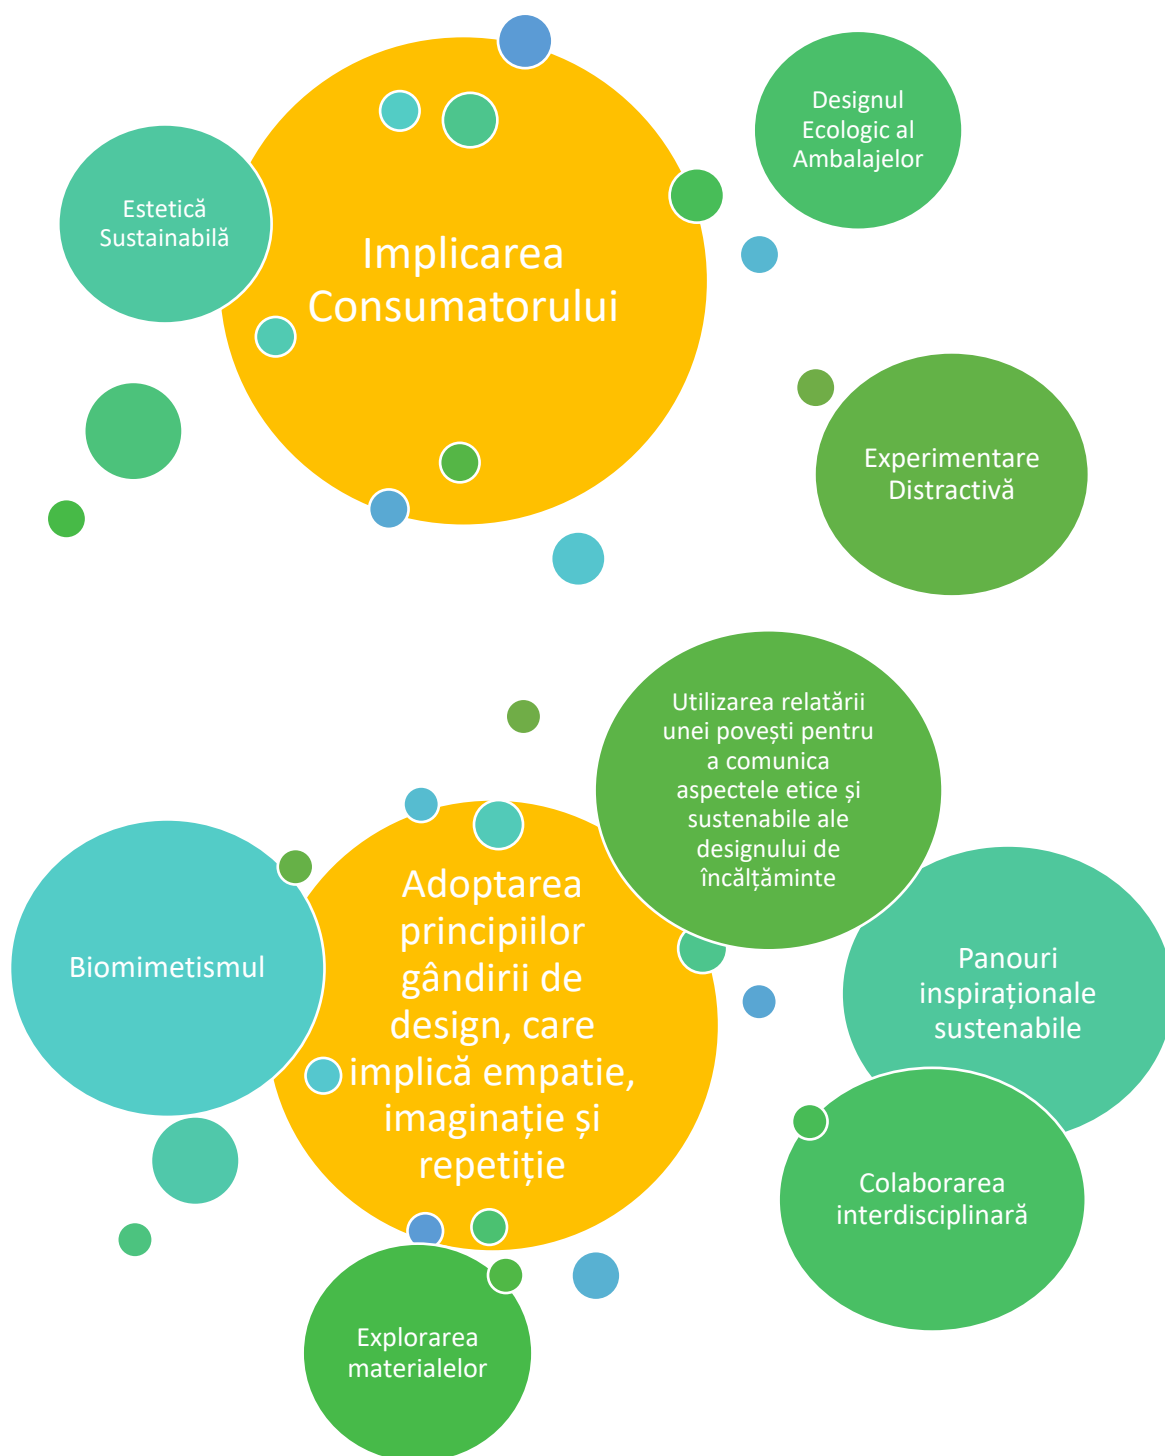 Designul
Ecologic al
Ambalajelor
Estetică
Sustainabilă
Implicarea
Consumatorului
Experimentare
Distractivă
Utilizarea relatării
unei povești pentru
a comunica
aspectele etice și
sustenabile ale
designului de
încălțăminte
Adoptarea
principiilor
gândirii de
design, care
implică empatie,
imaginație și
repetiție
Biomimetismul
Panouri
inspiraționale
sustenabile
Colaborarea
interdisciplinară
Explorarea
materialelor